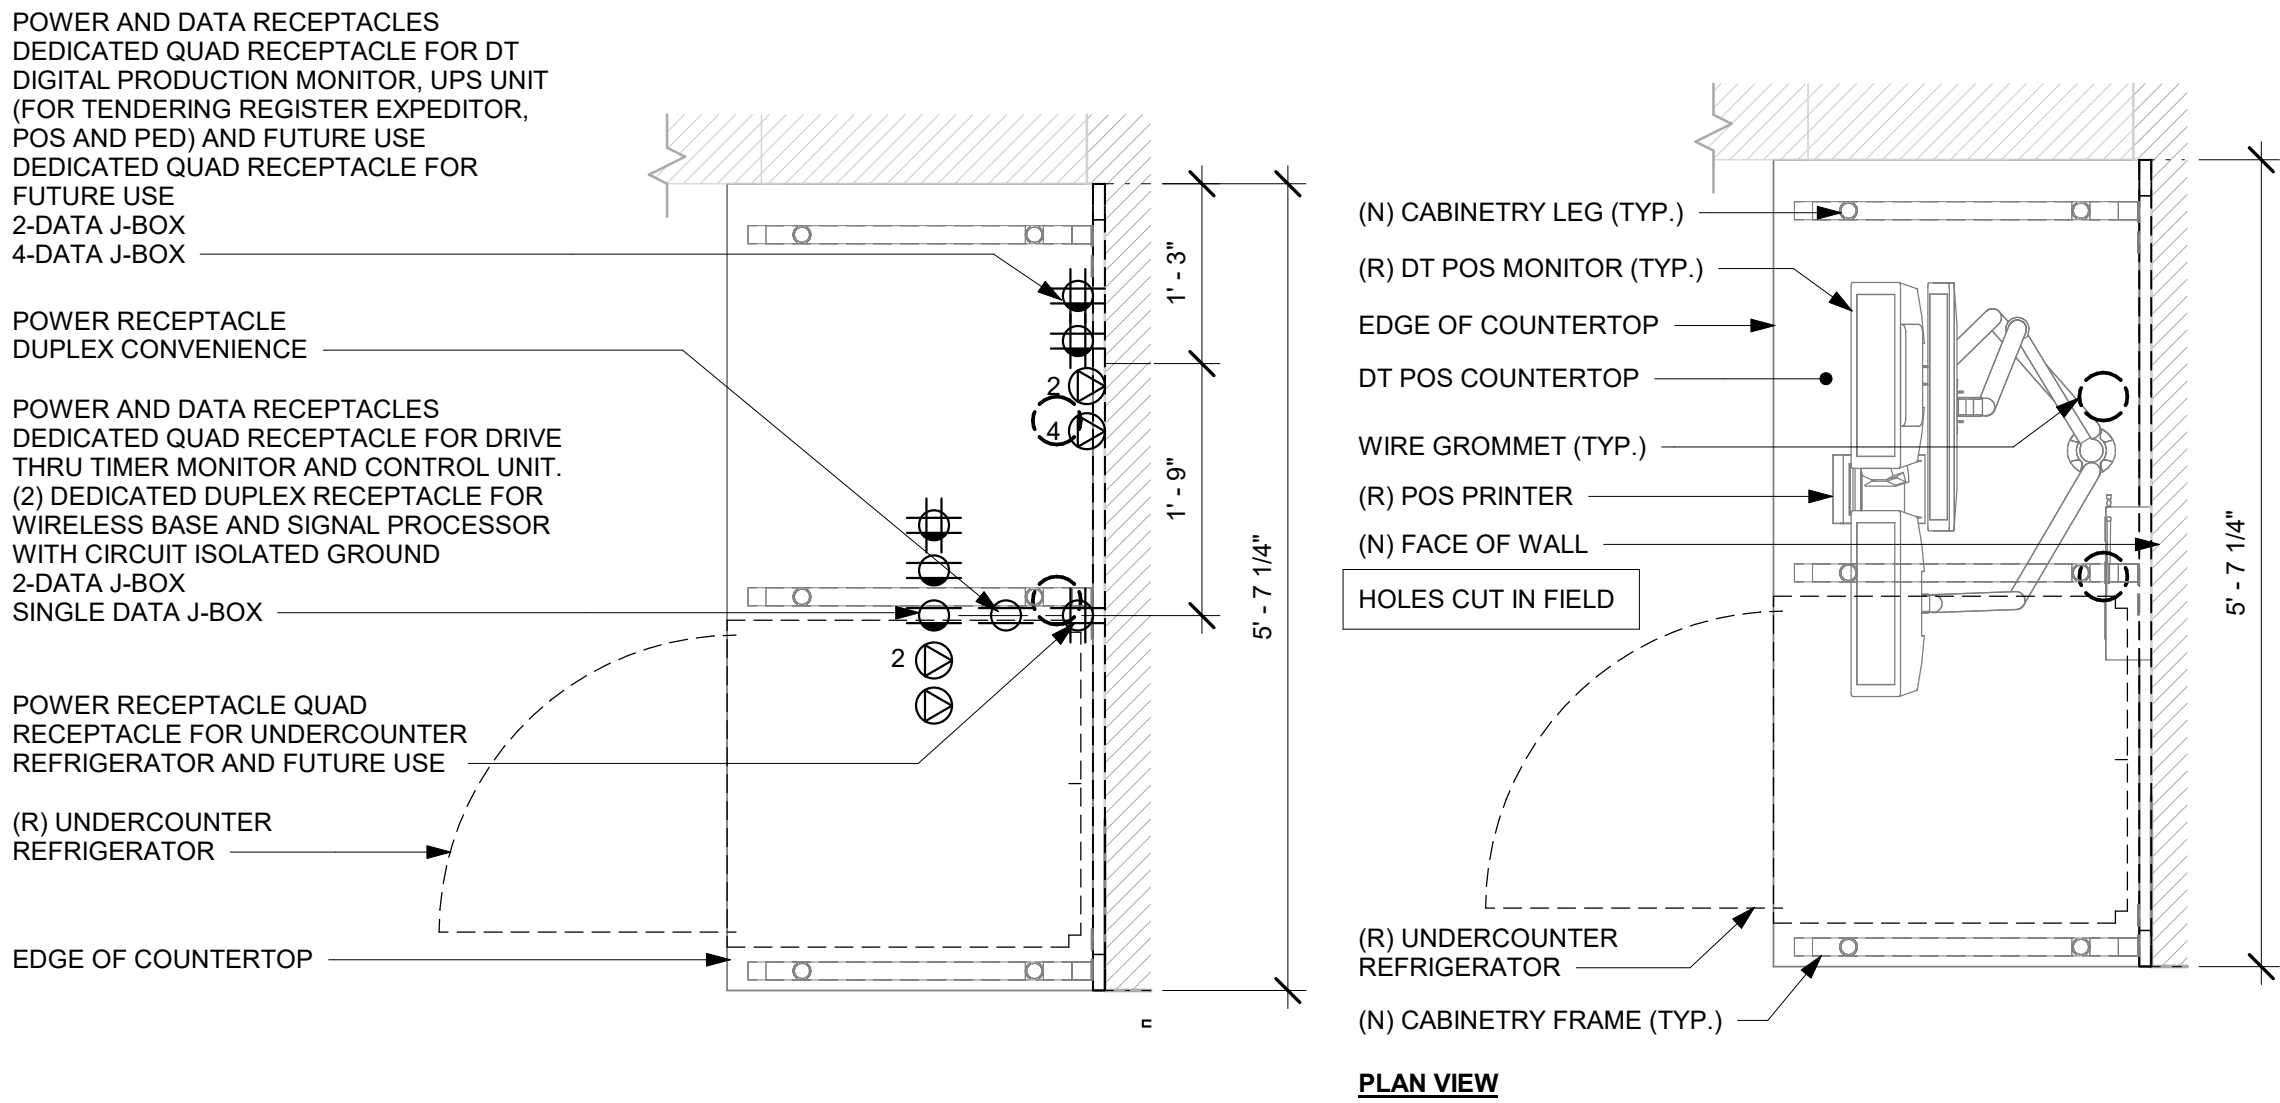 POWER AND DATA RECEPTACLES
DEDICATED QUAD RECEPTACLE FOR DT
DIGITAL PRODUCTION MONITOR, UPS UNIT
(FOR TENDERING REGISTER EXPEDITOR,
POS AND PED) AND FUTURE USE
DEDICATED QUAD RECEPTACLE FOR
FUTURE USE
2-DATA J-BOX
4-DATA J-BOX
POWER RECEPTACLE
DUPLEX CONVENIENCE
POWER AND DATA RECEPTACLES
DEDICATED QUAD RECEPTACLE FOR DRIVE
THRU TIMER MONITOR AND CONTROL UNIT.
(2) DEDICATED DUPLEX RECEPTACLE FOR
WIRELESS BASE AND SIGNAL PROCESSOR
WITH CIRCUIT ISOLATED GROUND
2-DATA J-BOX
SINGLE DATA J-BOX
POWER RECEPTACLE QUAD
RECEPTACLE FOR UNDERCOUNTER
REFRIGERATOR AND FUTURE USE
(R) UNDERCOUNTER
REFRIGERATOR
EDGE OF COUNTERTOP
2
4
2
1' - 3"
1' - 9"
5' - 7 1/4"
(N) CABINETRY LEG (TYP.)
(R) DT POS MONITOR (TYP.)
EDGE OF COUNTERTOP
DT POS COUNTERTOP
WIRE GROMMET (TYP.)
(R) POS PRINTER
(N) FACE OF WALL
HOLES CUT IN FIELD
(R) UNDERCOUNTER
REFRIGERATOR
(N) CABINETRY FRAME (TYP.)
5' - 7 1/4"
PLAN VIEW